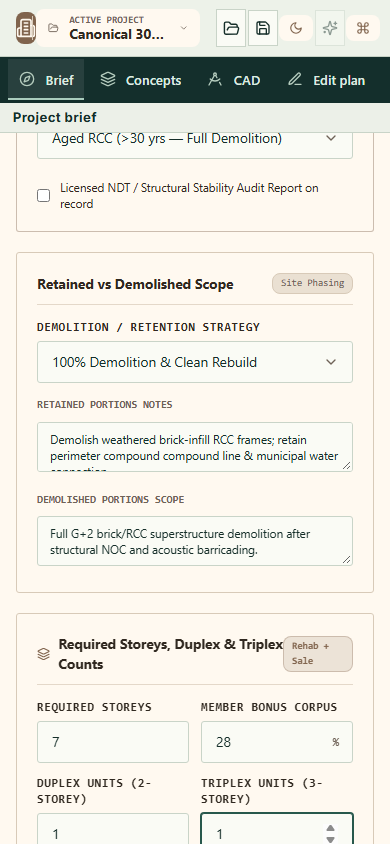 ACTIVE PROJECT
Canonical 30...
Brief
Concepts
CAD
Edit plan
Project brief
Aged RCC (>30 yrs — Full Demolition)
Licensed NDT / Structural Stability Audit Report on
record
Retained vs Demolished Scope
Site Phasing
DEMOLITION / RETENTION STRATEGY
100% Demolition & Clean Rebuild
RETAINED PORTIONS NOTES
Demolish weathered brick-infill RCC frames; retain
perimeter compound compound line & municipal water
connection.
DEMOLISHED PORTIONS SCOPE
Full G+2 brick/RCC superstructure demolition after
structural NOC and acoustic barricading.
Required Storeys, Duplex & Triplex
Counts
Rehab +
Sale
REQUIRED STOREYS
MEMBER BONUS CORPUS
7
28
%
DUPLEX UNITS (2-
STOREY)
TRIPLEX UNITS (3-
STOREY)
1
1